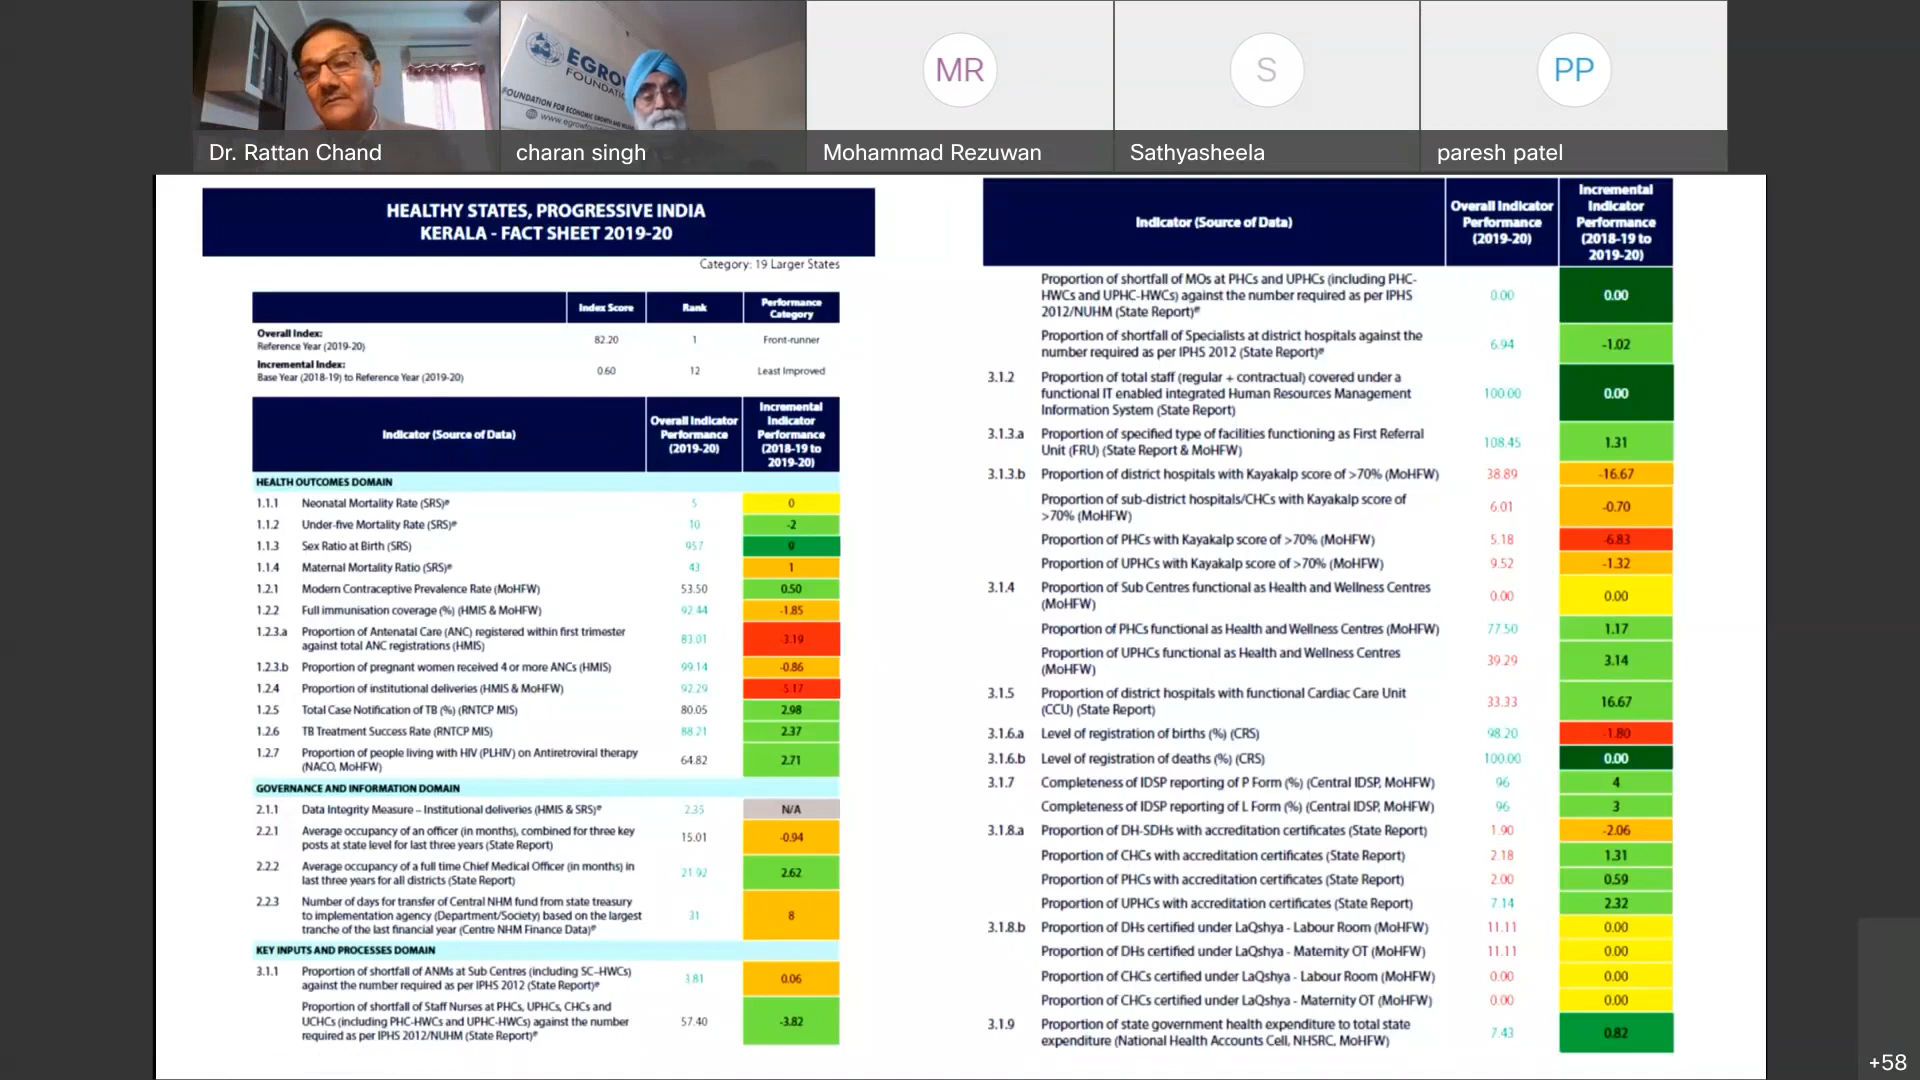 EGROW
FOUNDATION
FOUNDATION FOR ECONOMIC GROWTH AND
MR
S
PP
Dr. Rattan Chand
charan singh
Mohammad Rezuwan
Sathyasheela
paresh patel
HEALTHY STATES, PROGRESSIVE INDIA
KERALA - FACT SHEET 2019-20
Category: 19 Larger States
Index Score Rank Performance Category
Overall Index:
Reference Year (2019-20) 82.20 1 Front-runner
Incremental Index:
Base Year (2018-19) to Reference Year (2019-20) 0.60 12 Least Improved
Indicator (Source of Data) Overall Indicator Performance (2019-20) Incremental Indicator Performance (2018-19 to 2019-20)
HEALTH OUTCOMES DOMAIN
1.1.1 Neonatal Mortality Rate (SRS)@ 5 0
1.1.2 Under-five Mortality Rate (SRS)@ 10 -2
1.1.3 Sex Ratio at Birth (SRS) 957 0
1.1.4 Maternal Mortality Ratio (SRS)@ 43 1
1.2.1 Modern Contraceptive Prevalence Rate (MoHFW) 53.50 0.50
1.2.2 Full immunisation coverage (%) (HMIS & MoHFW) 92.44 -1.85
1.2.3.a Proportion of Antenatal Care (ANC) registered within first trimester
against total ANC registrations (HMIS) 83.01 -3.19
1.2.3.b Proportion of pregnant women received 4 or more ANCs (HMIS) 99.14 -0.86
1.2.4 Proportion of institutional deliveries (HMIS & MoHFW) 92.29 -5.17
1.2.5 Total Case Notification of TB (%) (RNTCP MIS) 80.05 2.98
1.2.6 TB Treatment Success Rate (RNTCP MIS) 88.21 2.37
1.2.7 Proportion of people living with HIV (PLHIV) on Antiretroviral therapy
(NACO, MoHFW) 64.82 2.71
GOVERNANCE AND INFORMATION DOMAIN
2.1.1 Data Integrity Measure – Institutional deliveries (HMIS & SRS)@ 2.35 N/A
2.2.1 Average occupancy of an officer (in months), combined for three key
posts at state level for last three years (State Report) 15.01 -0.94
2.2.2 Average occupancy of a full time Chief Medical Officer (in months) in
last three years for all districts (State Report) 21.92 2.62
2.2.3 Number of days for transfer of Central NHM fund from state treasury
to implementation agency (Department/Society) based on the largest 31 8
tranche of the last financial year (Centre NHM Finance Data)@
KEY INPUTS AND PROCESSES DOMAIN
3.1.1 Proportion of shortfall of ANMs at Sub Centres (including SC-HWCs)
against the number required as per IPHS 2012 (State Report)@ 3.81 0.06
Proportion of shortfall of Staff Nurses at PHCs, UPHCs, CHCs and
UCHCs (including PHC-HWCs and UPHC-HWCs) against the number 57.40 -3.82
required as per IPHS 2012/NUHM (State Report)@
Indicator (Source of Data) Overall Indicator Performance (2019-20) Incremental Indicator Performance (2018-19 to 2019-20)
Proportion of shortfall of MOs at PHCs and UPHCs (including PHC-
HWCs and UPHC-HWCs) against the number required as per IPHS 0.00 0.00
2012/NUHM (State Report)@
Proportion of shortfall of Specialists at district hospitals against the
number required as per IPHS 2012 (State Report)@ 6.94 -1.02
3.1.2 Proportion of total staff (regular + contractual) covered under a
functional IT enabled integrated Human Resources Management 100.00 0.00
Information System (State Report)
3.1.3.a Proportion of specified type of facilities functioning as First Referral
Unit (FRU) (State Report & MoHFW) 108.45 1.31
3.1.3.b Proportion of district hospitals with Kayakalp score of >70% (MoHFW) 38.89 -16.67
Proportion of sub-district hospitals/CHCs with Kayakalp score of
>70% (MoHFW) 6.01 -0.70
Proportion of PHCs with Kayakalp score of >70% (MoHFW) 5.18 -6.83
Proportion of UPHCs with Kayakalp score of >70% (MoHFW) 9.52 -1.32
3.1.4 Proportion of Sub Centres functional as Health and Wellness Centres
(MoHFW) 0.00 0.00
Proportion of PHCs functional as Health and Wellness Centres (MoHFW) 77.50 1.17
Proportion of UPHCs functional as Health and Wellness Centres
(MoHFW) 39.29 3.14
3.1.5 Proportion of district hospitals with functional Cardiac Care Unit
(CCU) (State Report) 33.33 16.67
3.1.6.a Level of registration of births (%) (CRS) 98.20 -1.80
3.1.6.b Level of registration of deaths (%) (CRS) 100.00 0.00
3.1.7 Completeness of IDSP reporting of P Form (%) (Central IDSP, MoHFW) 96 4
Completeness of IDSP reporting of L Form (%) (Central IDSP, MoHFW) 96 3
3.1.8.a Proportion of DH-SDHs with accreditation certificates (State Report) 1.90 -2.06
Proportion of CHCs with accreditation certificates (State Report) 2.18 1.31
Proportion of PHCs with accreditation certificates (State Report) 2.00 0.59
Proportion of UPHCs with accreditation certificates (State Report) 7.14 2.32
3.1.8.b Proportion of DHs certified under LaQshya - Labour Room (MoHFW) 11.11 0.00
Proportion of DHs certified under LaQshya - Maternity OT (MoHFW) 11.11 0.00
Proportion of CHCs certified under LaQshya - Labour Room (MoHFW) 0.00 0.00
Proportion of CHCs certified under LaQshya - Maternity OT (MoHFW) 0.00 0.00
3.1.9 Proportion of state government health expenditure to total state
expenditure (National Health Accounts Cell, NHSRC, MoHFW) 7.43 0.82
+58